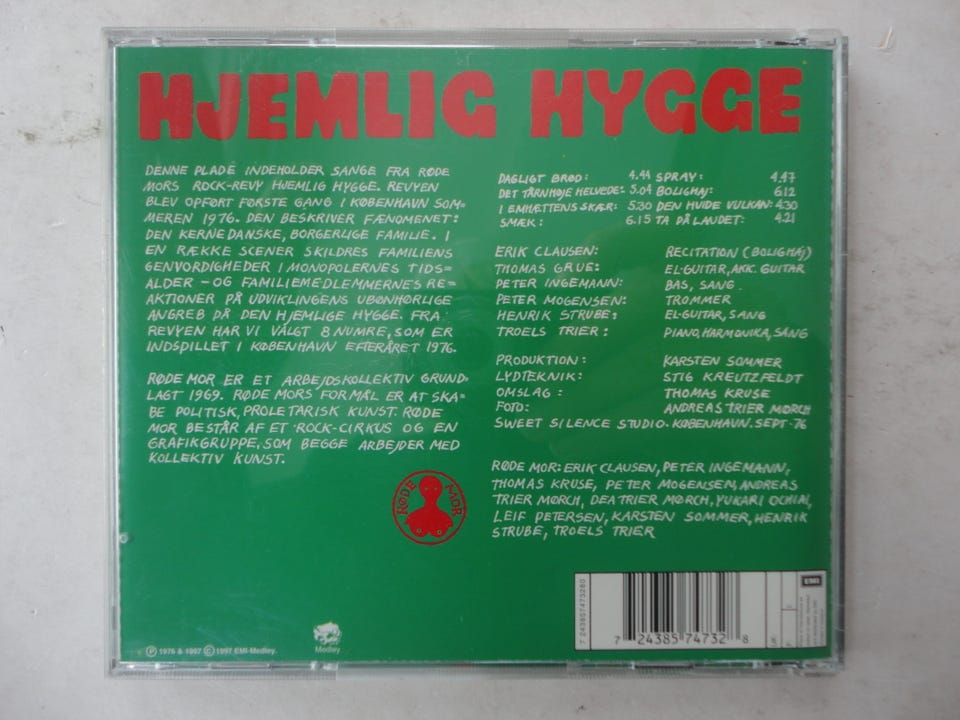 HJEMLIG HYGGE
DENNE PLADE INDEHOLDER SANGE FRA RØDE
MORS ROCK-REVY HJEMLIG HYGGE. REVYEN
BLEV OPFØRT FØRSTE GANG I KØBENHAVN SOM=
MEREN 1976. DEN BESKRIVER FÆNOMENET:
DEN KERNEDANSKE, BORGERLIGE FAMILIE. I
EN RÆKKE SCENER SKILDRES FAMILIENS
GENVORDIGHEDER I MONOPOLERNES TIDS=
ALDER - OG FAMILIEMEDLEMMERNES RE=
AKTIONER PÅ UDVIKLINGENS UBØNHØRLIGE
ANGREB PÅ DEN HJEMLIGE HYGGE. FRA
REVYEN HAR VI VALGT 8 NUMRE, SOM ER
INDSPILLET I KØBENHAVN EFTERÅRET 1976.
RØDE MOR ER ET ARBEJDSKOLLEKTIV GRUND=
LAGT 1969. RØDE MORS FORMÅL ER AT SKA=
BE POLITISK, PROLETARISK KUNST. RØDE
MOR BESTÅR AF ET ROCK-CIRKUS OG EN
GRAFIKGRUPPE, SOM BEGGE ARBEJDER MED
KOLLEKTIV KUNST.
RØDE MOR
DAGLIGT BRØD: 4.44 SPRAY: 4.47
DET TÅRNHØJE HELVEDE: 3.04 BOLIGHAJ: 6.12
I EMHÆTTENS SKÆR: 5.30 DEN HVIDE VULKAN: 4.30
SMÆK: 6.15 TA PÅ LANDET: 4.21
ERIK CLAUSEN: RECITATION (BOLIGHAJ)
THOMAS GRUE: EL-GUITAR, AKK. GUITAR
PETER INGEMANN: BAS, SANG.
PETER MOGENSEN: TROMMER
HENRIK STRUBE: EL-GUITAR, SANG
TROELS TRIER: PIANO, HARMONIKA, SANG
PRODUKTION: KARSTEN SOMMER
LYDTEKNIK: STIG KREUTZFELDT
OMSLAG: THOMAS KRUSE
FOTO: ANDREAS TRIER MØRCH
SWEET SILENCE STUDIO. KØBENHAVN. SEPT-76
RØDE MOR: ERIK CLAUSEN, PETER INGEMANN,
THOMAS KRUSE, PETER MOGENSEN, ANDREAS
TRIER MØRCH, DEA TRIER MØRCH, YUKARI OCHIAI,
LEIF PETERSEN, KARSTEN SOMMER, HENRIK
STRUBE, TROELS TRIER
Ⓟ 1976 & 1997 © 1997 EMI-Medley.
Medley
7 243857473280
7 24385 74732 8
EMI